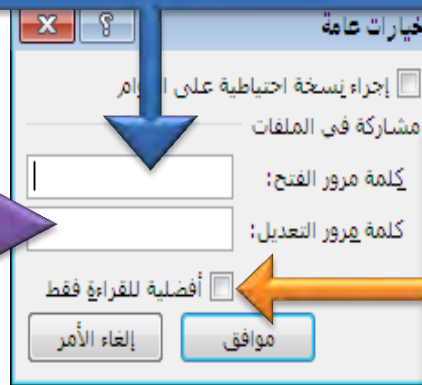 خيارات عامة
إجراء نسخة احتياطية على
مشاركة في الملفات
كلمة مرور الفتح:
كلمة مرور التعديل:
أفضلية للقراءة فقط
موافق
إلغاء الأمر